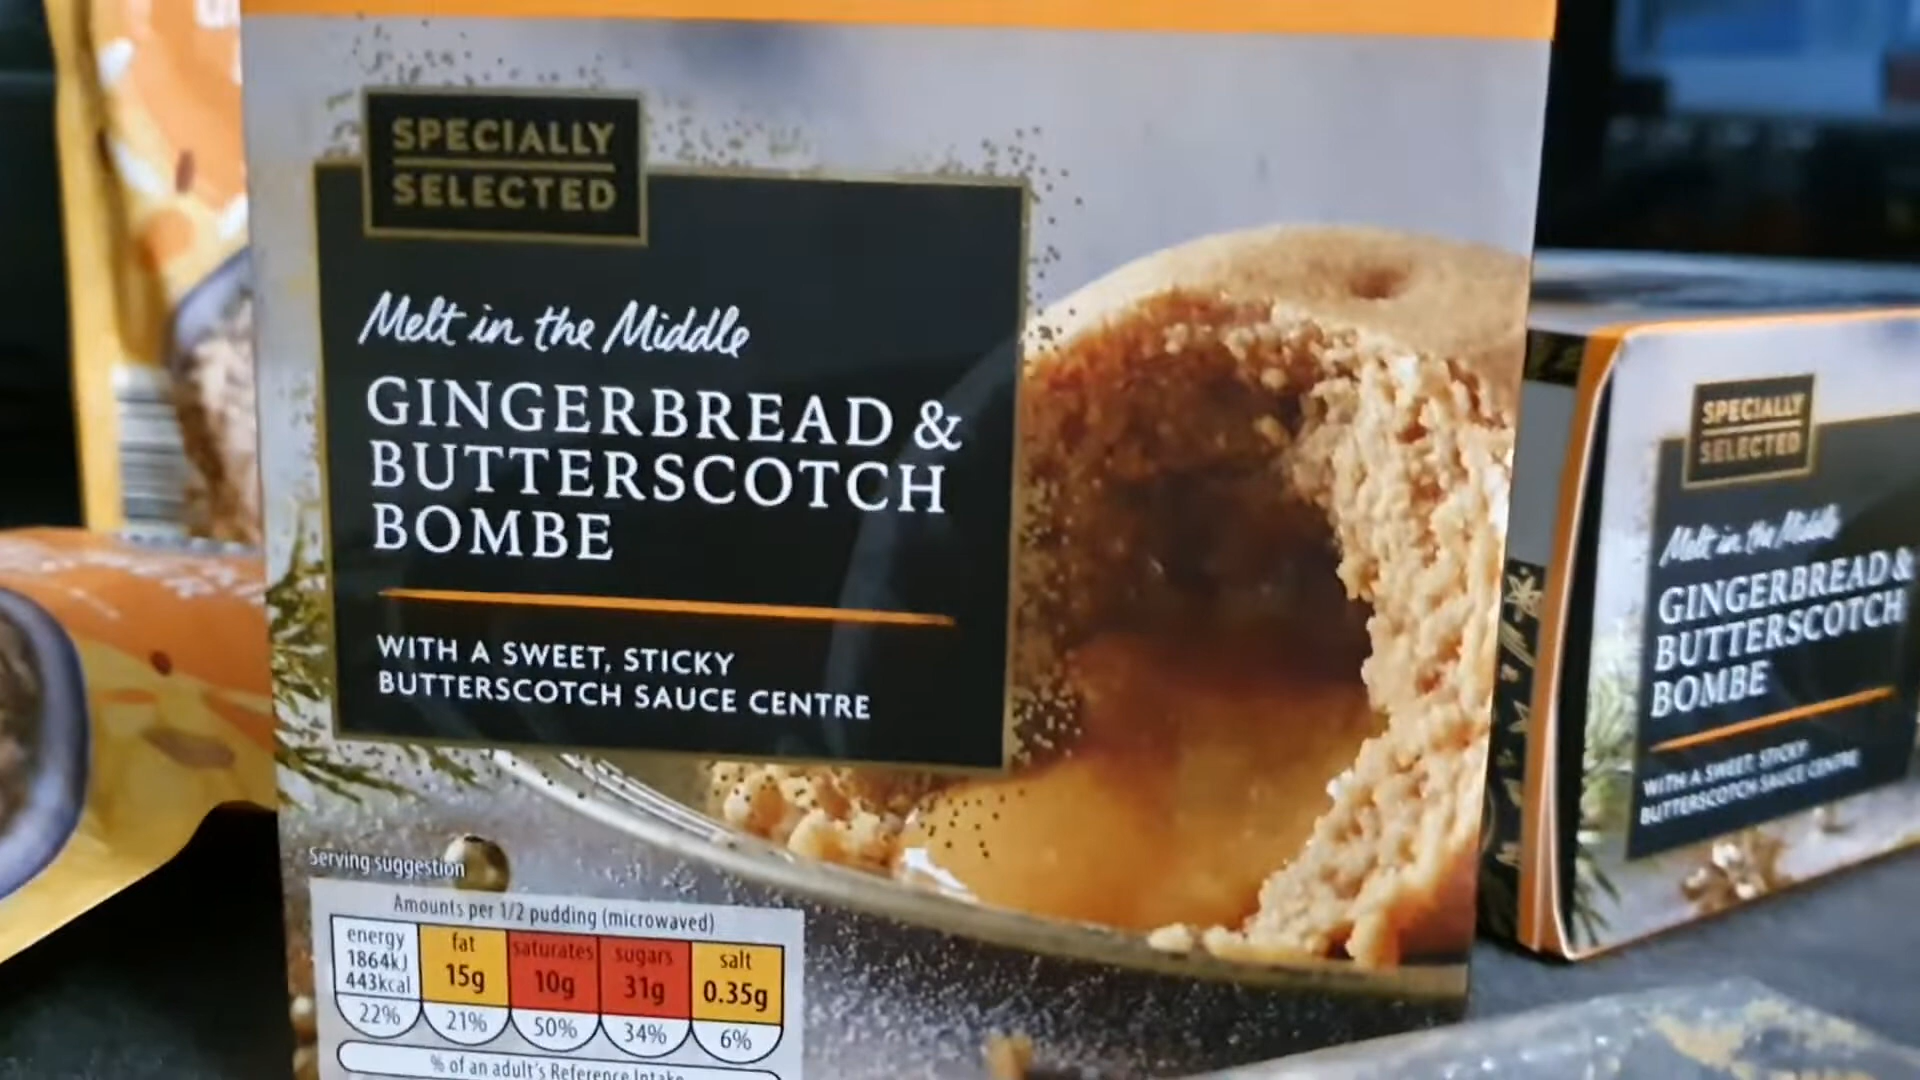 SPECIALLY
SELECTED
Melt in the Middle
GINGERBREAD &
BUTTERSCOTCH
BOMBE
WITH A SWEET, STICKY
BUTTERSCOTCH SAUCE CENTRE
Serving suggestion
Amounts per 1/2 pudding (microwaved)
energy 1864kJ 443kcal 22%
fat 15g 21%
saturates 10g 50%
sugars 31g 34%
salt 0.35g 6%
% of an adult's Reference Intake
SPECIALLY
SELECTED
Melt in the Middle
GINGERBREAD &
BUTTERSCOTCH
BOMBE
WITH A SWEET, STICKY
BUTTERSCOTCH SAUCE CENTRE